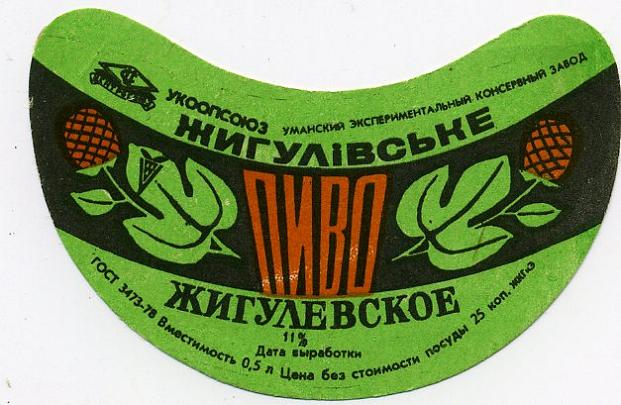 УКООПСОЮЗ УМАНСКИЙ ЭКСПЕРИМЕНТАЛЬНЫЙ КОНСЕРВНЫЙ ЗАВОД
ЖИГУЛІВСЬКЕ
ПИВО
ЖИГУЛЕВСКОЕ
11%
Дата выработки
ГОСТ 3473-78 Вместимость 0,5 л Цена без стоимости посуды 25 коп.